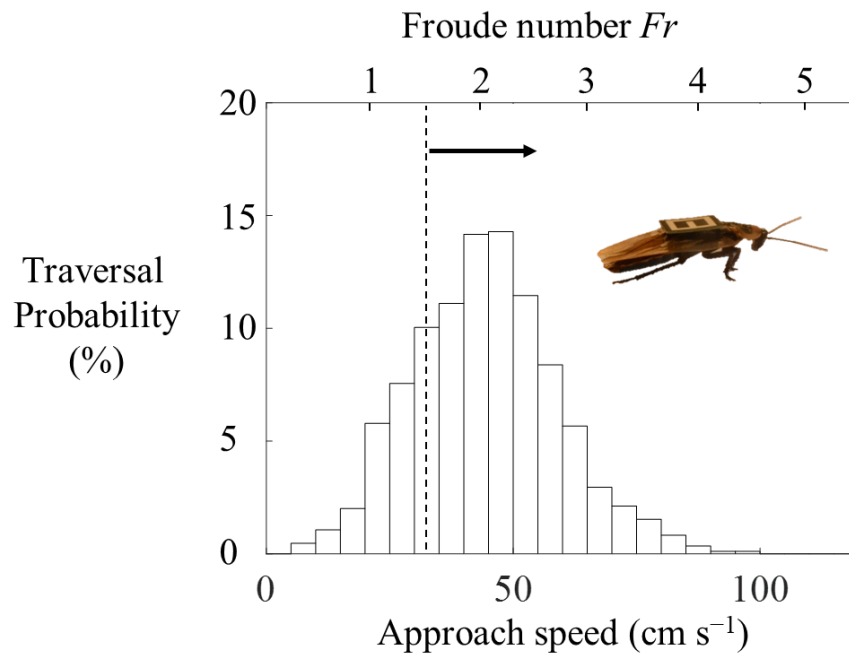 Froude number Fr
1 2 3 4 5
20
15
Traversal
Probability
(%)
10
5
0
0 50 100
Approach speed (cm s⁻¹)